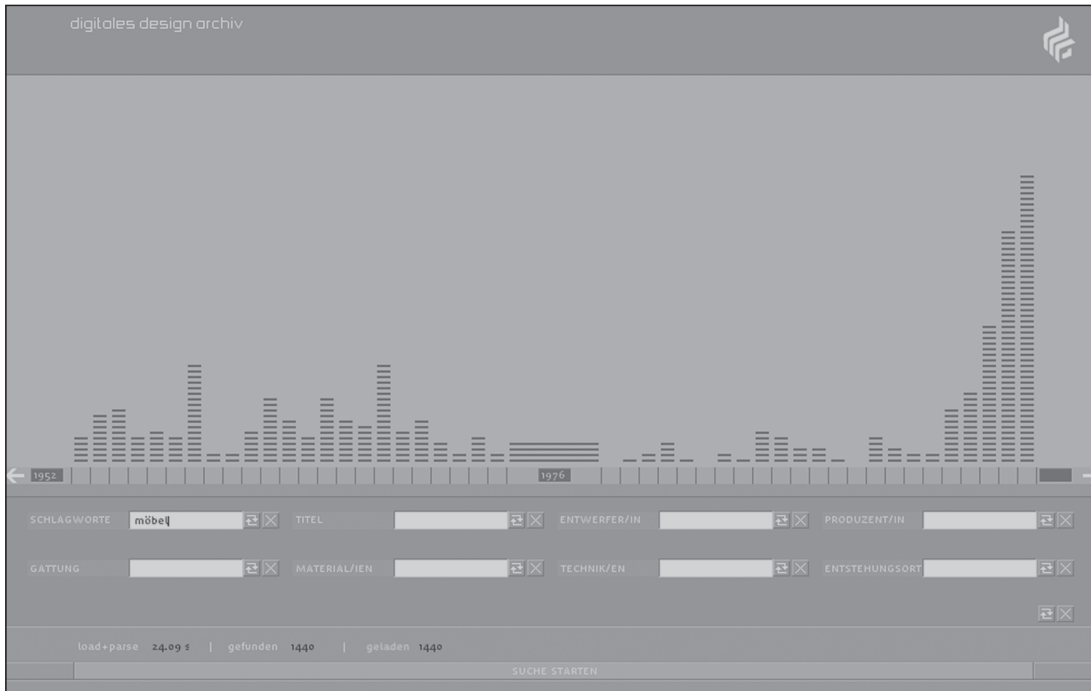 digitales design archiv
1952 1976
SCHLAGWORTE möbel TITEL ENTWERFER/IN PRODUZENT/IN
GATTUNG MATERIAL/IEN TECHNIK/EN ENTSTEHUNGSORT
load+parse 24.09 s | gefunden 1440 | geladen 1440
SUCHE STARTEN